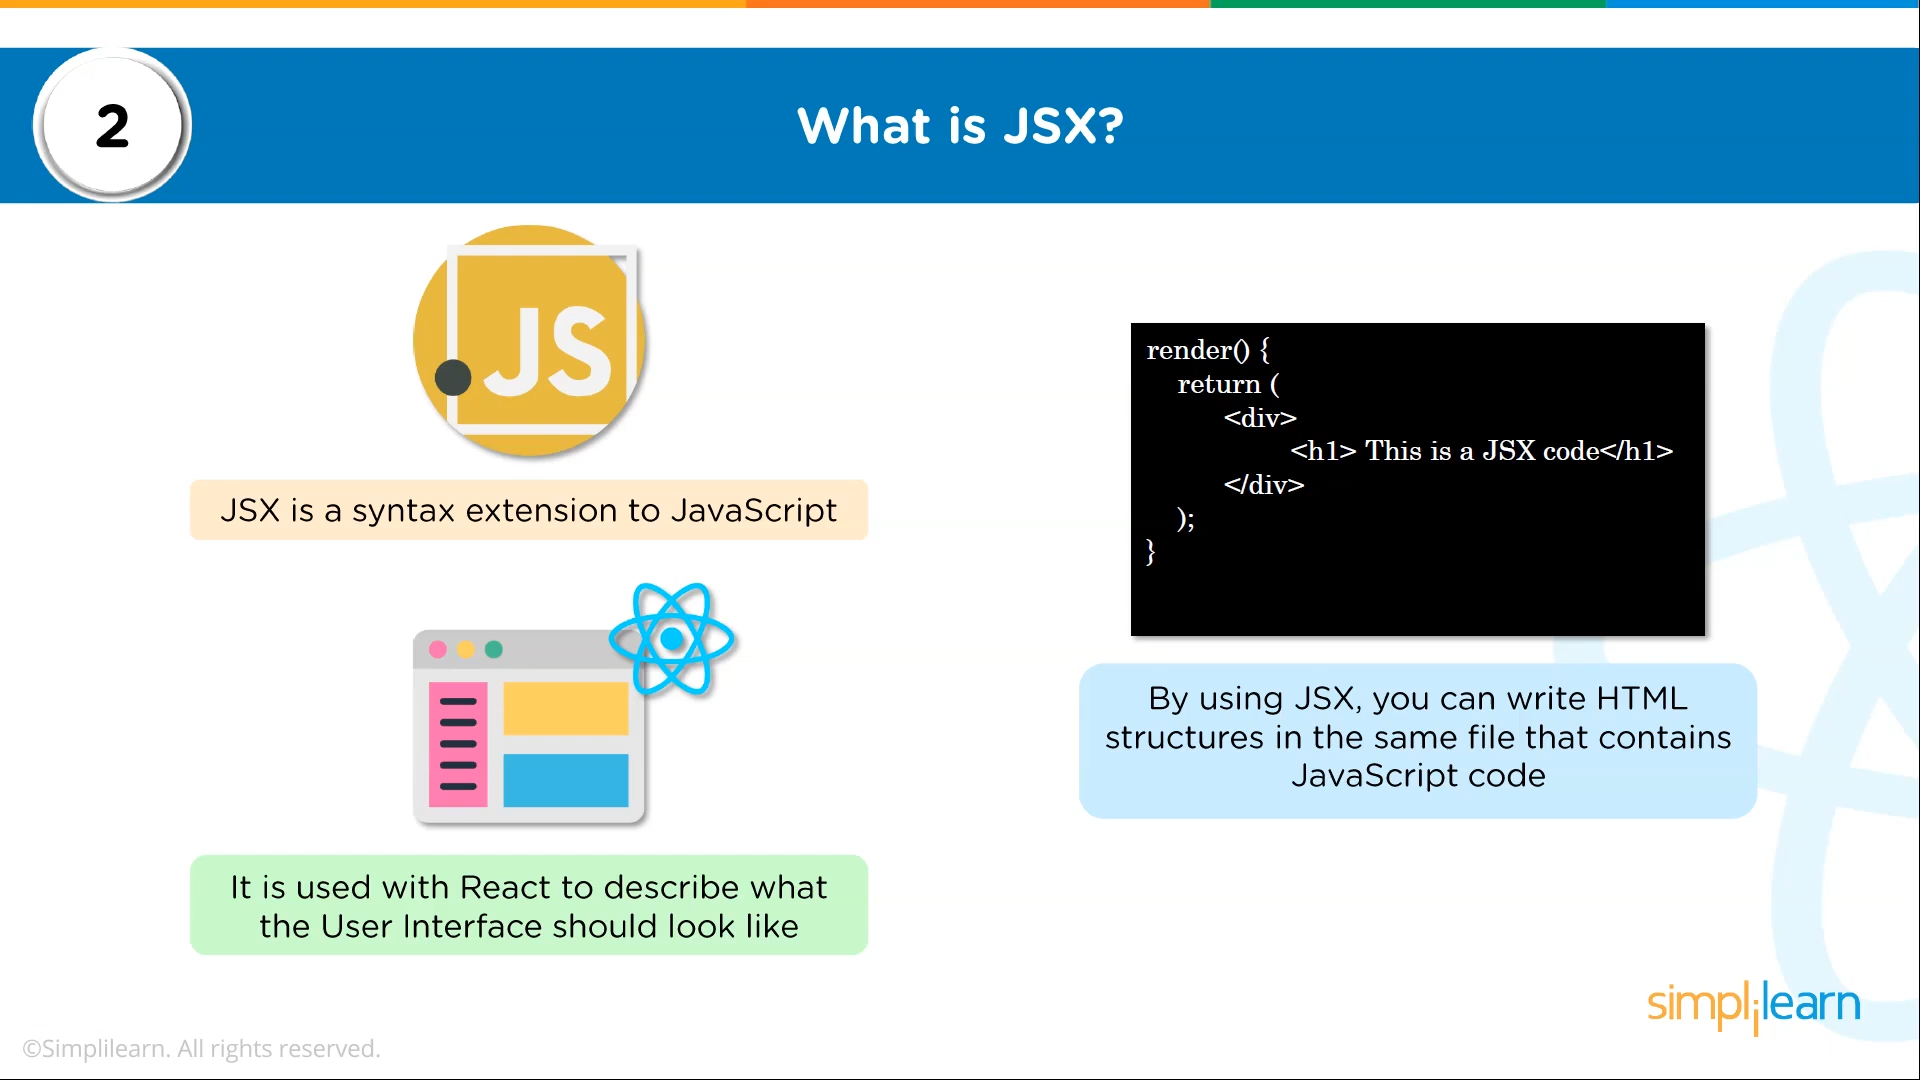 2
What is JSX?
JS
JSX is a syntax extension to JavaScript
It is used with React to describe what
the User Interface should look like
render() {
return (
<div>
<h1> This is a JSX code</h1>
</div>
);
}
By using JSX, you can write HTML
structures in the same file that contains
JavaScript code
simplilearn
©Simplilearn. All rights reserved.